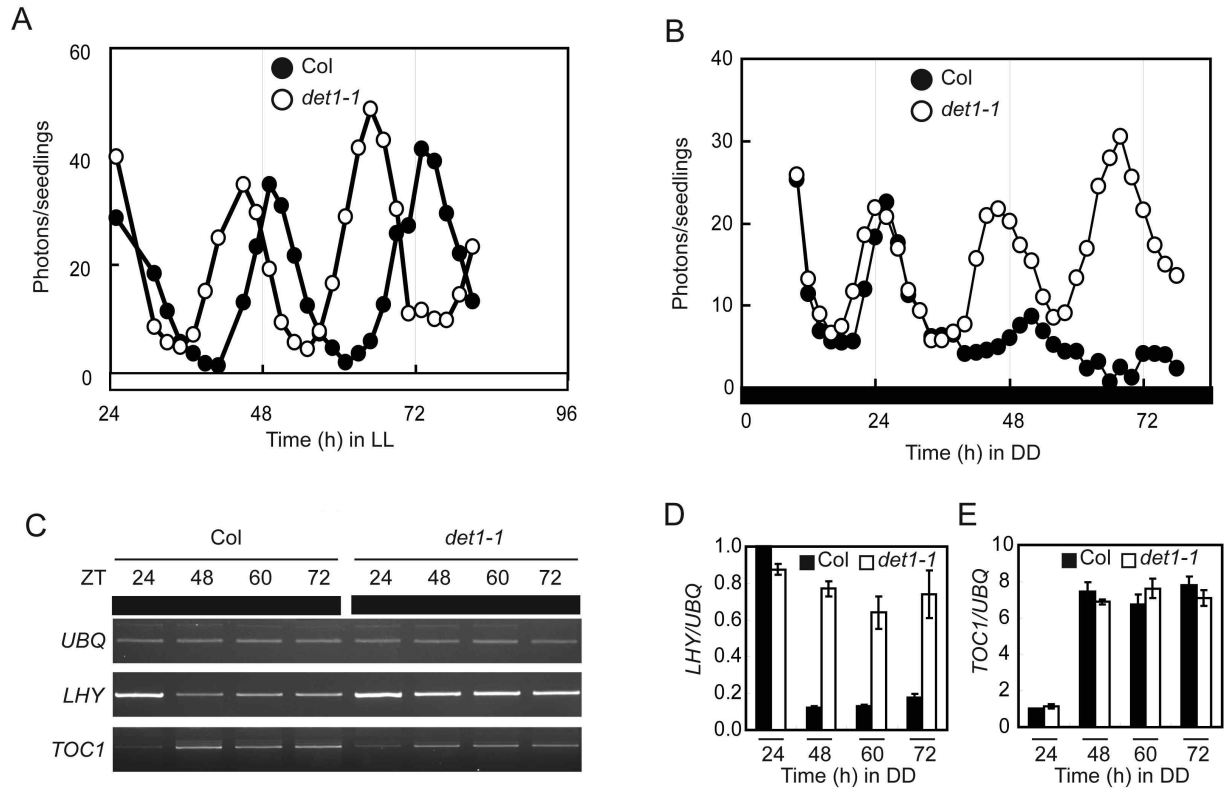 A
60
40
20
0
Photons/seedlings
Col
det1-1
24 48 72 96
Time (h) in LL
B
40
30
20
10
0
Photons/seedlings
Col
det1-1
0 24 48 72
Time (h) in DD
C
Col det1-1
ZT 24 48 60 72 24 48 60 72
UBQ
LHY
TOC1
D
Col det1-1
1.0
0.8
0.6
0.4
0.2
0.0
LHY/UBQ
24 48 60 72
Time (h) in DD
E
Col det1-1
10
8
6
4
2
0
TOC1/UBQ
24 48 60 72
Time (h) in DD